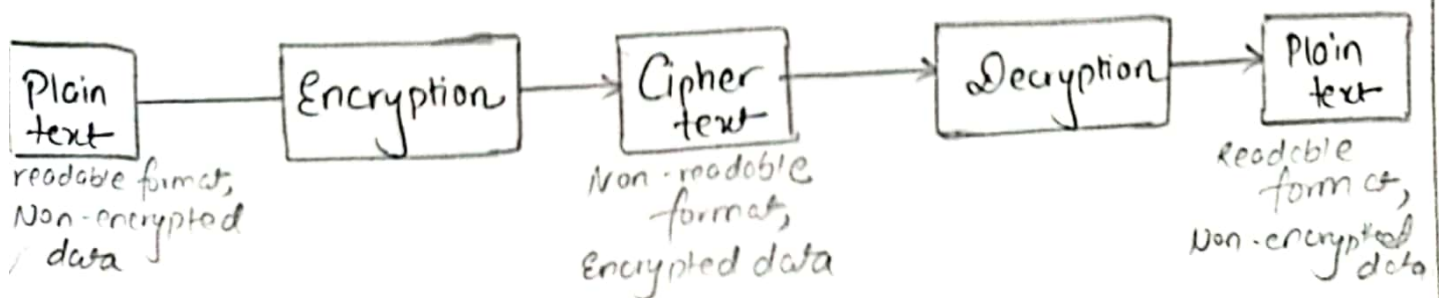 Plain
text
readable format,
Non-encrypted
data
Encryption
Cipher
text
Non-readable
format,
Encrypted data
Decryption
Plain
text
Readable
format,
Non-encrypted
data